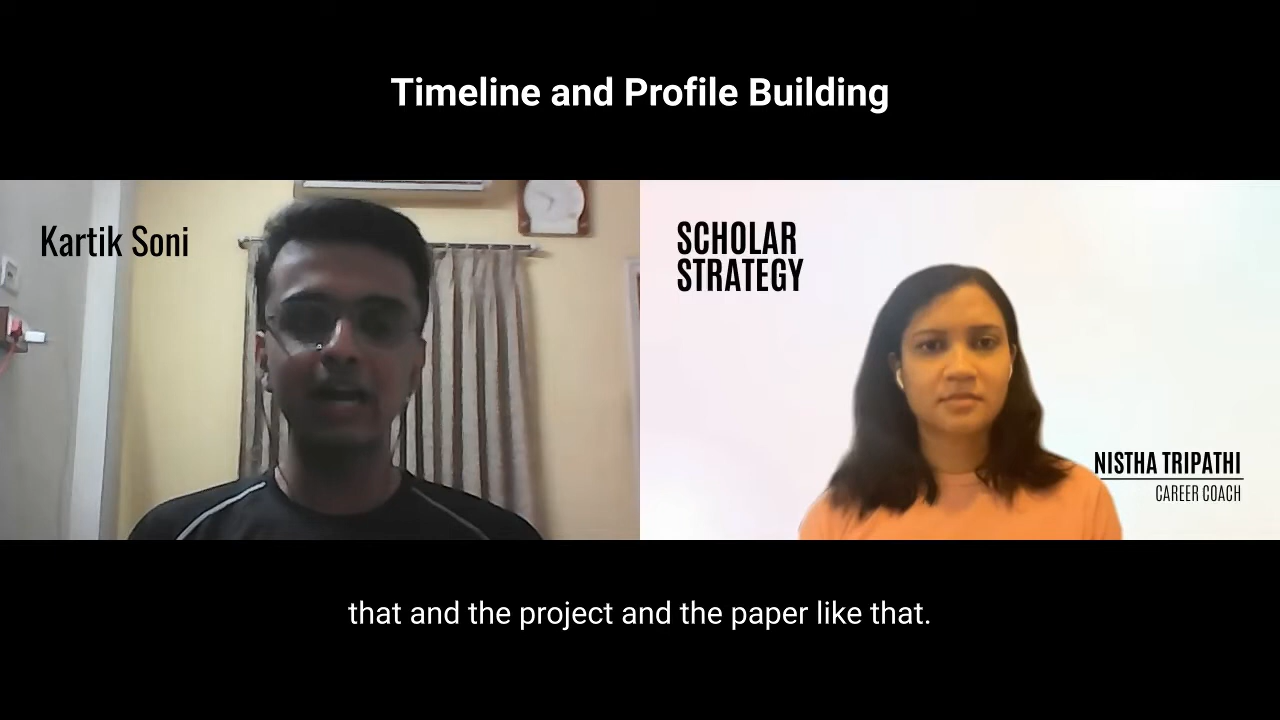 Timeline and Profile Building
Kartik Soni
SCHOLAR
STRATEGY
NISTHA TRIPATHI
CAREER COACH
that and the project and the paper like that.